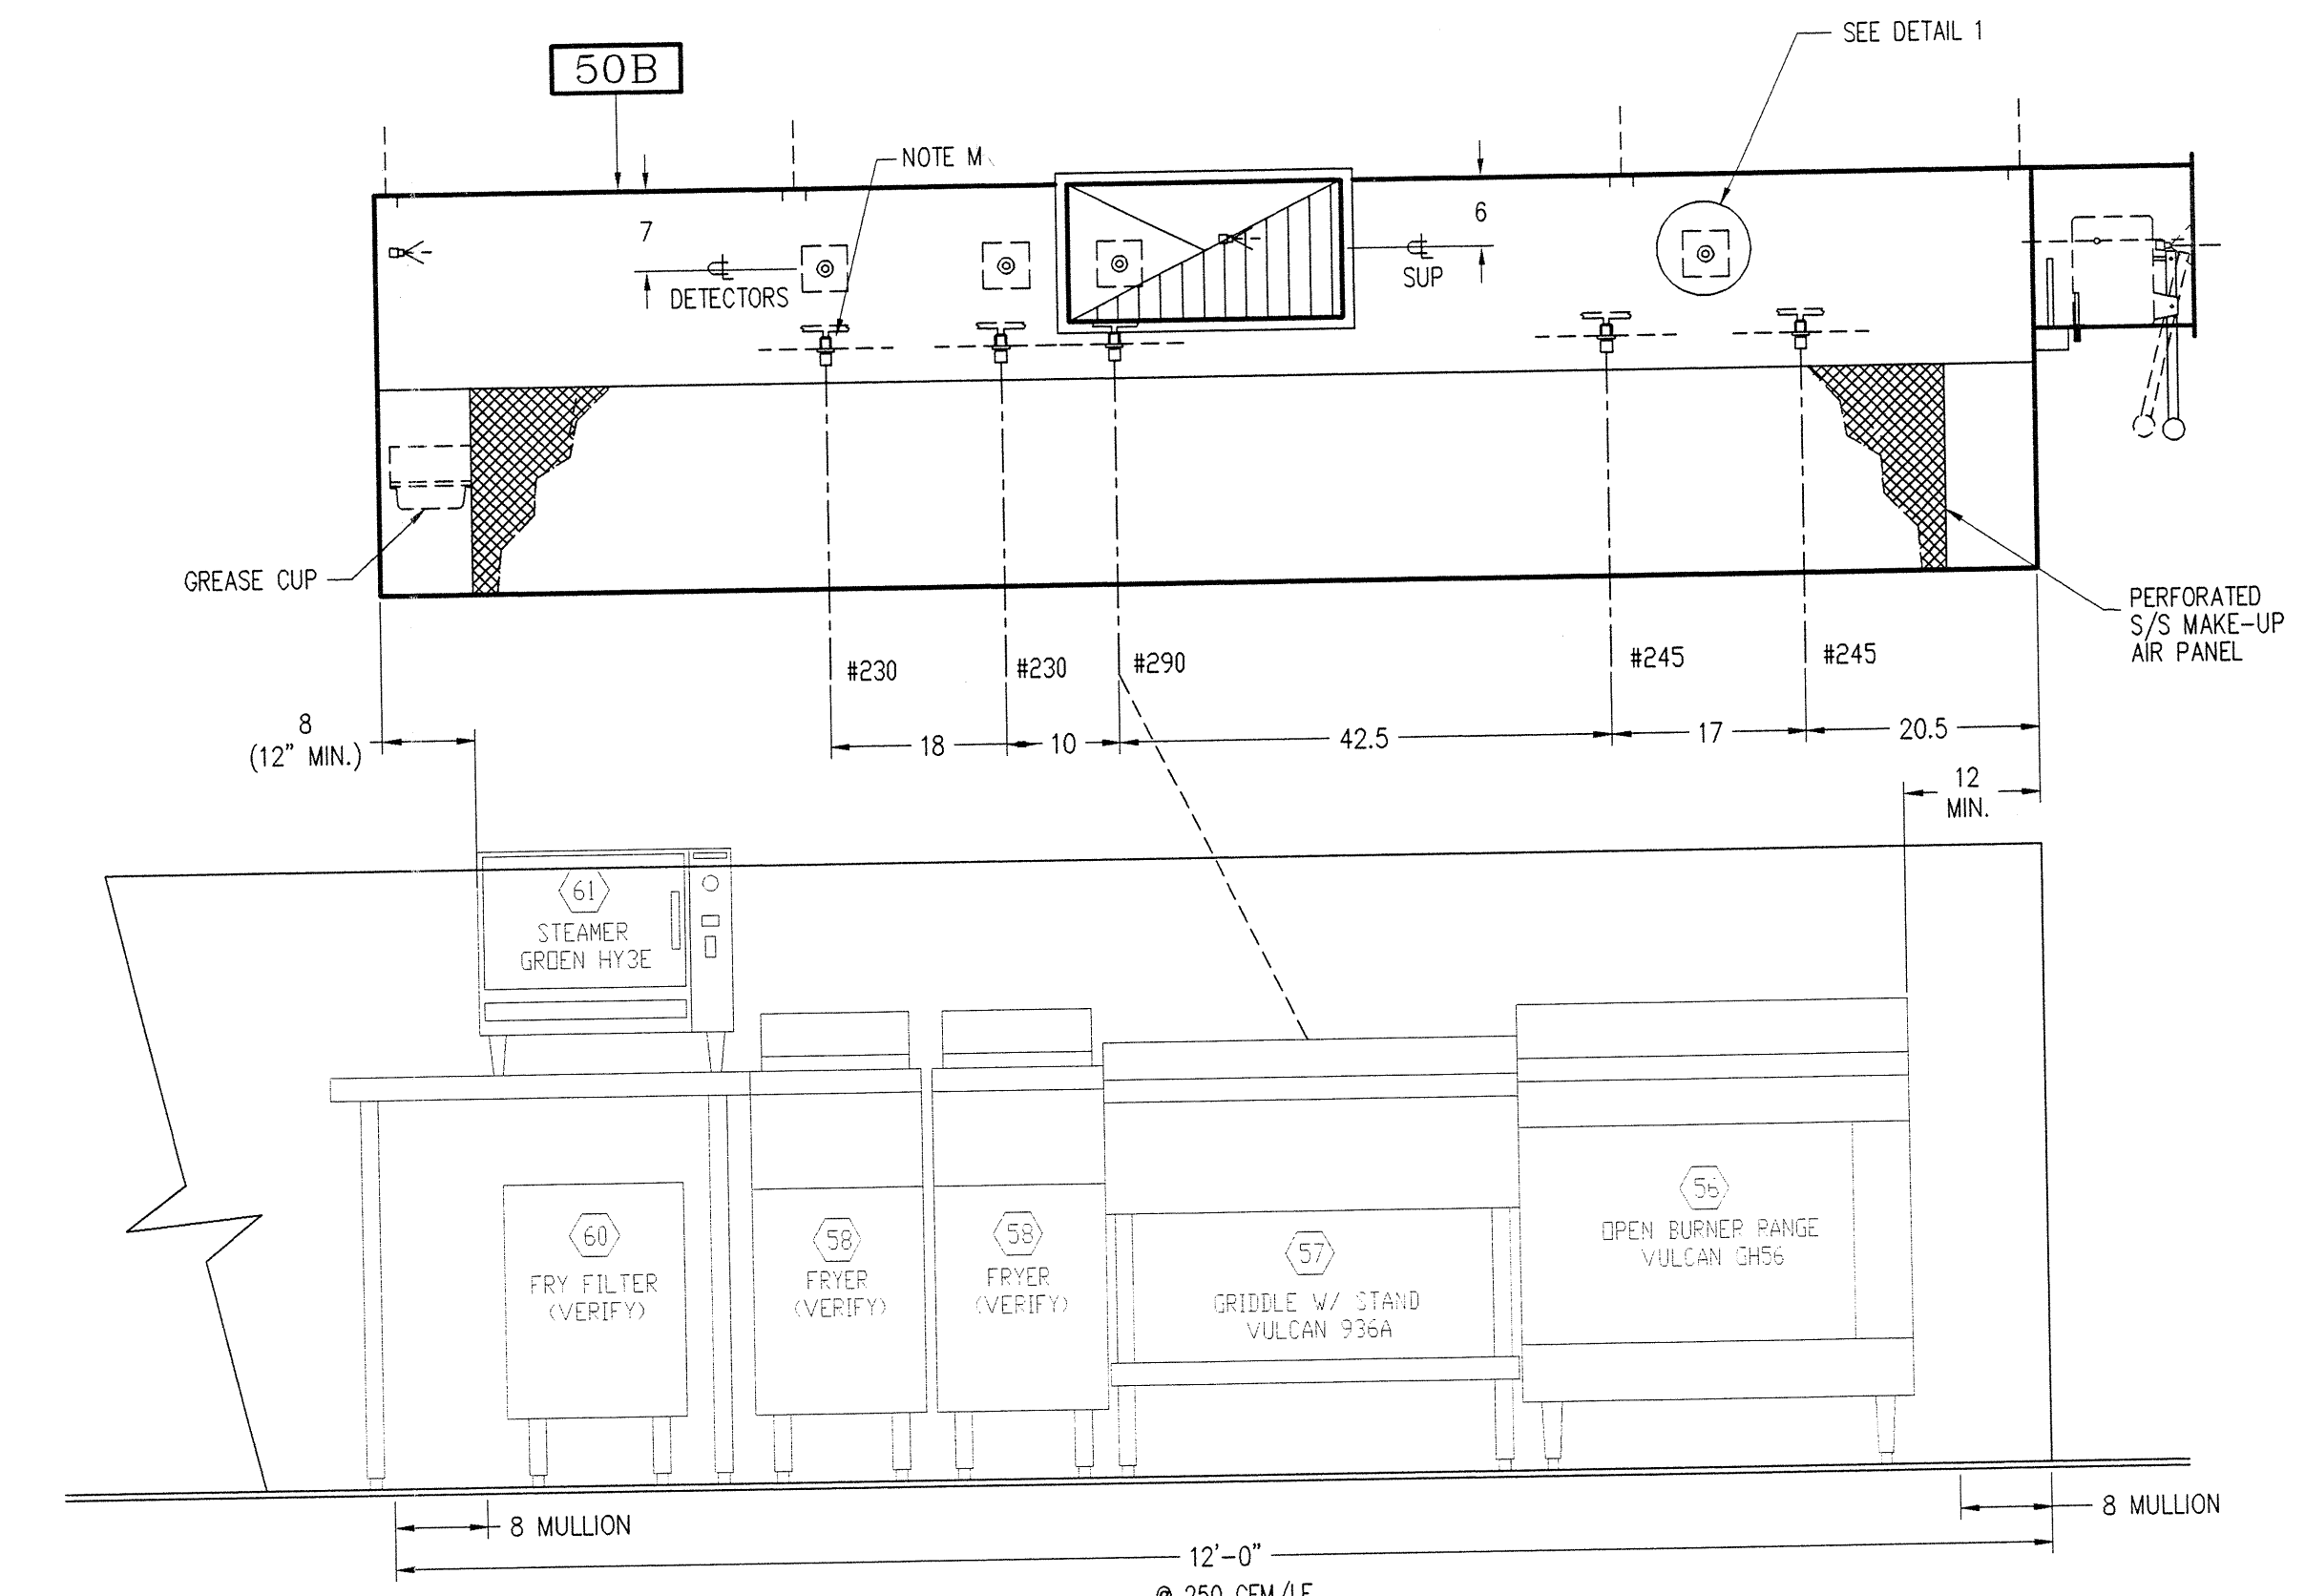 SEE DETAIL 1
50B
NOTE M
7
6
DETECTORS
SUP
GREASE CUP
PERFORATED
S/S MAKE-UP
AIR PANEL
#230
#230
#290
#245
#245
8
(12" MIN.)
18
10
42.5
17
20.5
12
MIN.
61
STEAMER
GROEN HY3E
60
FRY FILTER
(VERIFY)
58
FRYER
(VERIFY)
58
FRYER
(VERIFY)
57
GRIDDLE W/ STAND
VULCAN 936A
56
OPEN BURNER RANGE
VULCAN GH56
8 MULLION
8 MULLION
12'-0"
@ 250 CFM/LF